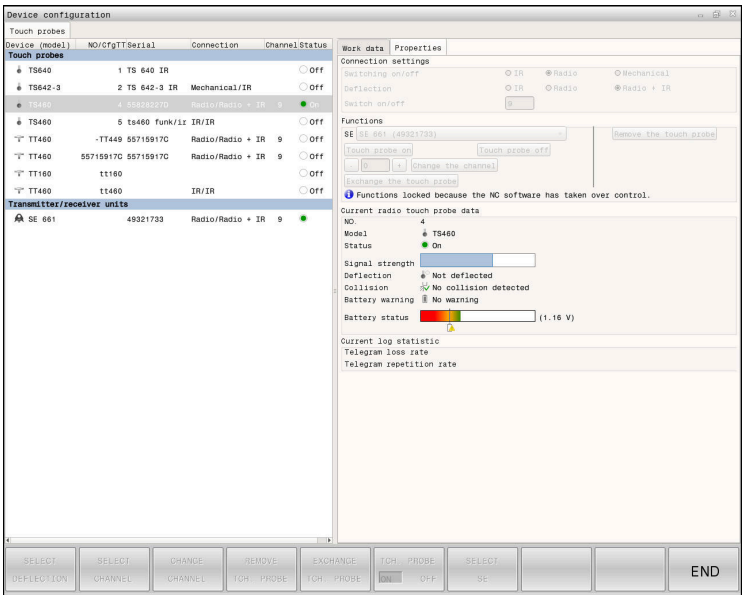 Device configuration
Touch probes
Device (model) NO/CfgTT Serial Connection Channel Status
Touch probes
TS640 1 TS 640 IR Off
TS642-3 2 TS 642-3 IR Mechanical/IR Off
TS460 4 55828237D Radio/Radio + IR 9 On
TS460 5 ts460 funk/ir IR/IR Off
TT460 -TT449 55715917C Radio/Radio + IR 9 Off
TT460 55715917C 55715917C Radio/Radio + IR 9 Off
TT160 tt160 Off
TT460 tt460 IR/IR Off
Transmitter/receiver units
SE 661 49321733 Radio/Radio + IR 9
Work data Properties
Connection settings
Switching on/off IR Radio Mechanical
Deflection IR Radio Radio + IR
Switch on/off 0
Functions
SE SE 661 (49321733) Remove the touch probe
Touch probe on Touch probe off
- 0 + Change the channel
Exchange the touch probe
Functions locked because the NC software has taken over control.
Current radio touch probe data
NO. 4
Model TS460
Status On
Signal strength
Deflection Not deflected
Collision No collision detected
Battery warning No warning
Battery status (1.16 V)
Current log statistic
Telegram loss rate
Telegram repetition rate
SELECT DEFLECTION
SELECT CHANNEL
CHANGE CHANNEL
REMOVE TCH. PROBE
EXCHANGE TCH. PROBE
TCH. PROBE ON OFF
SELECT SE
END